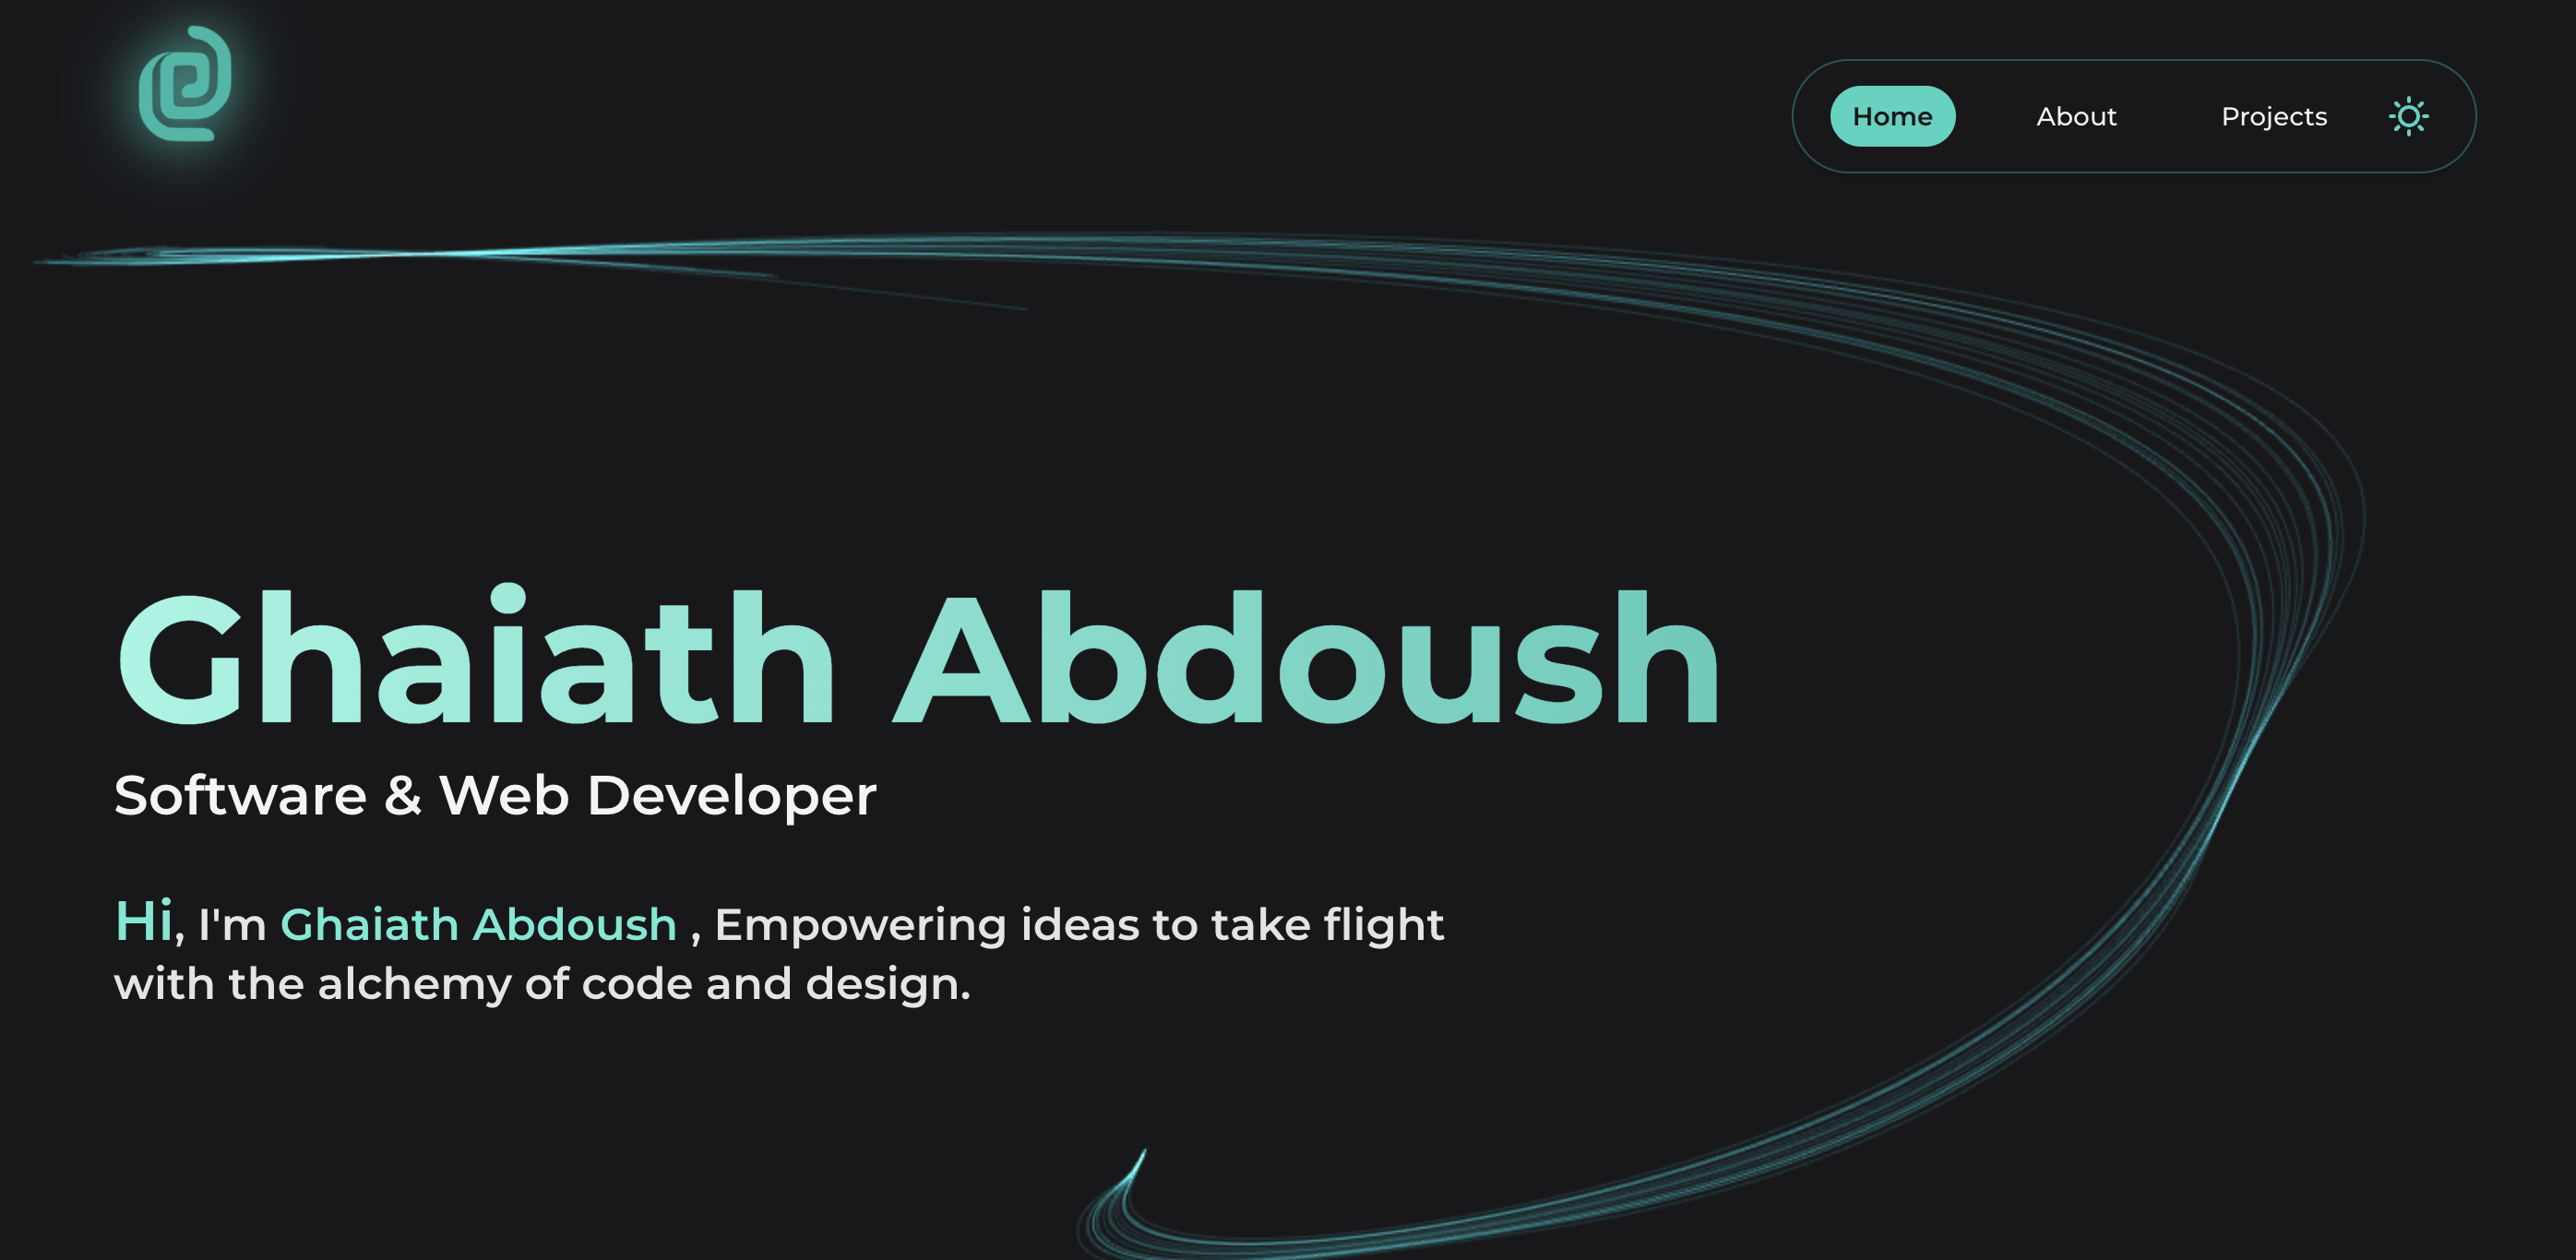 Home About Projects
Ghaiath Abdoush
Software & Web Developer
Hi, I'm Ghaiath Abdoush , Empowering ideas to take flight
with the alchemy of code and design.